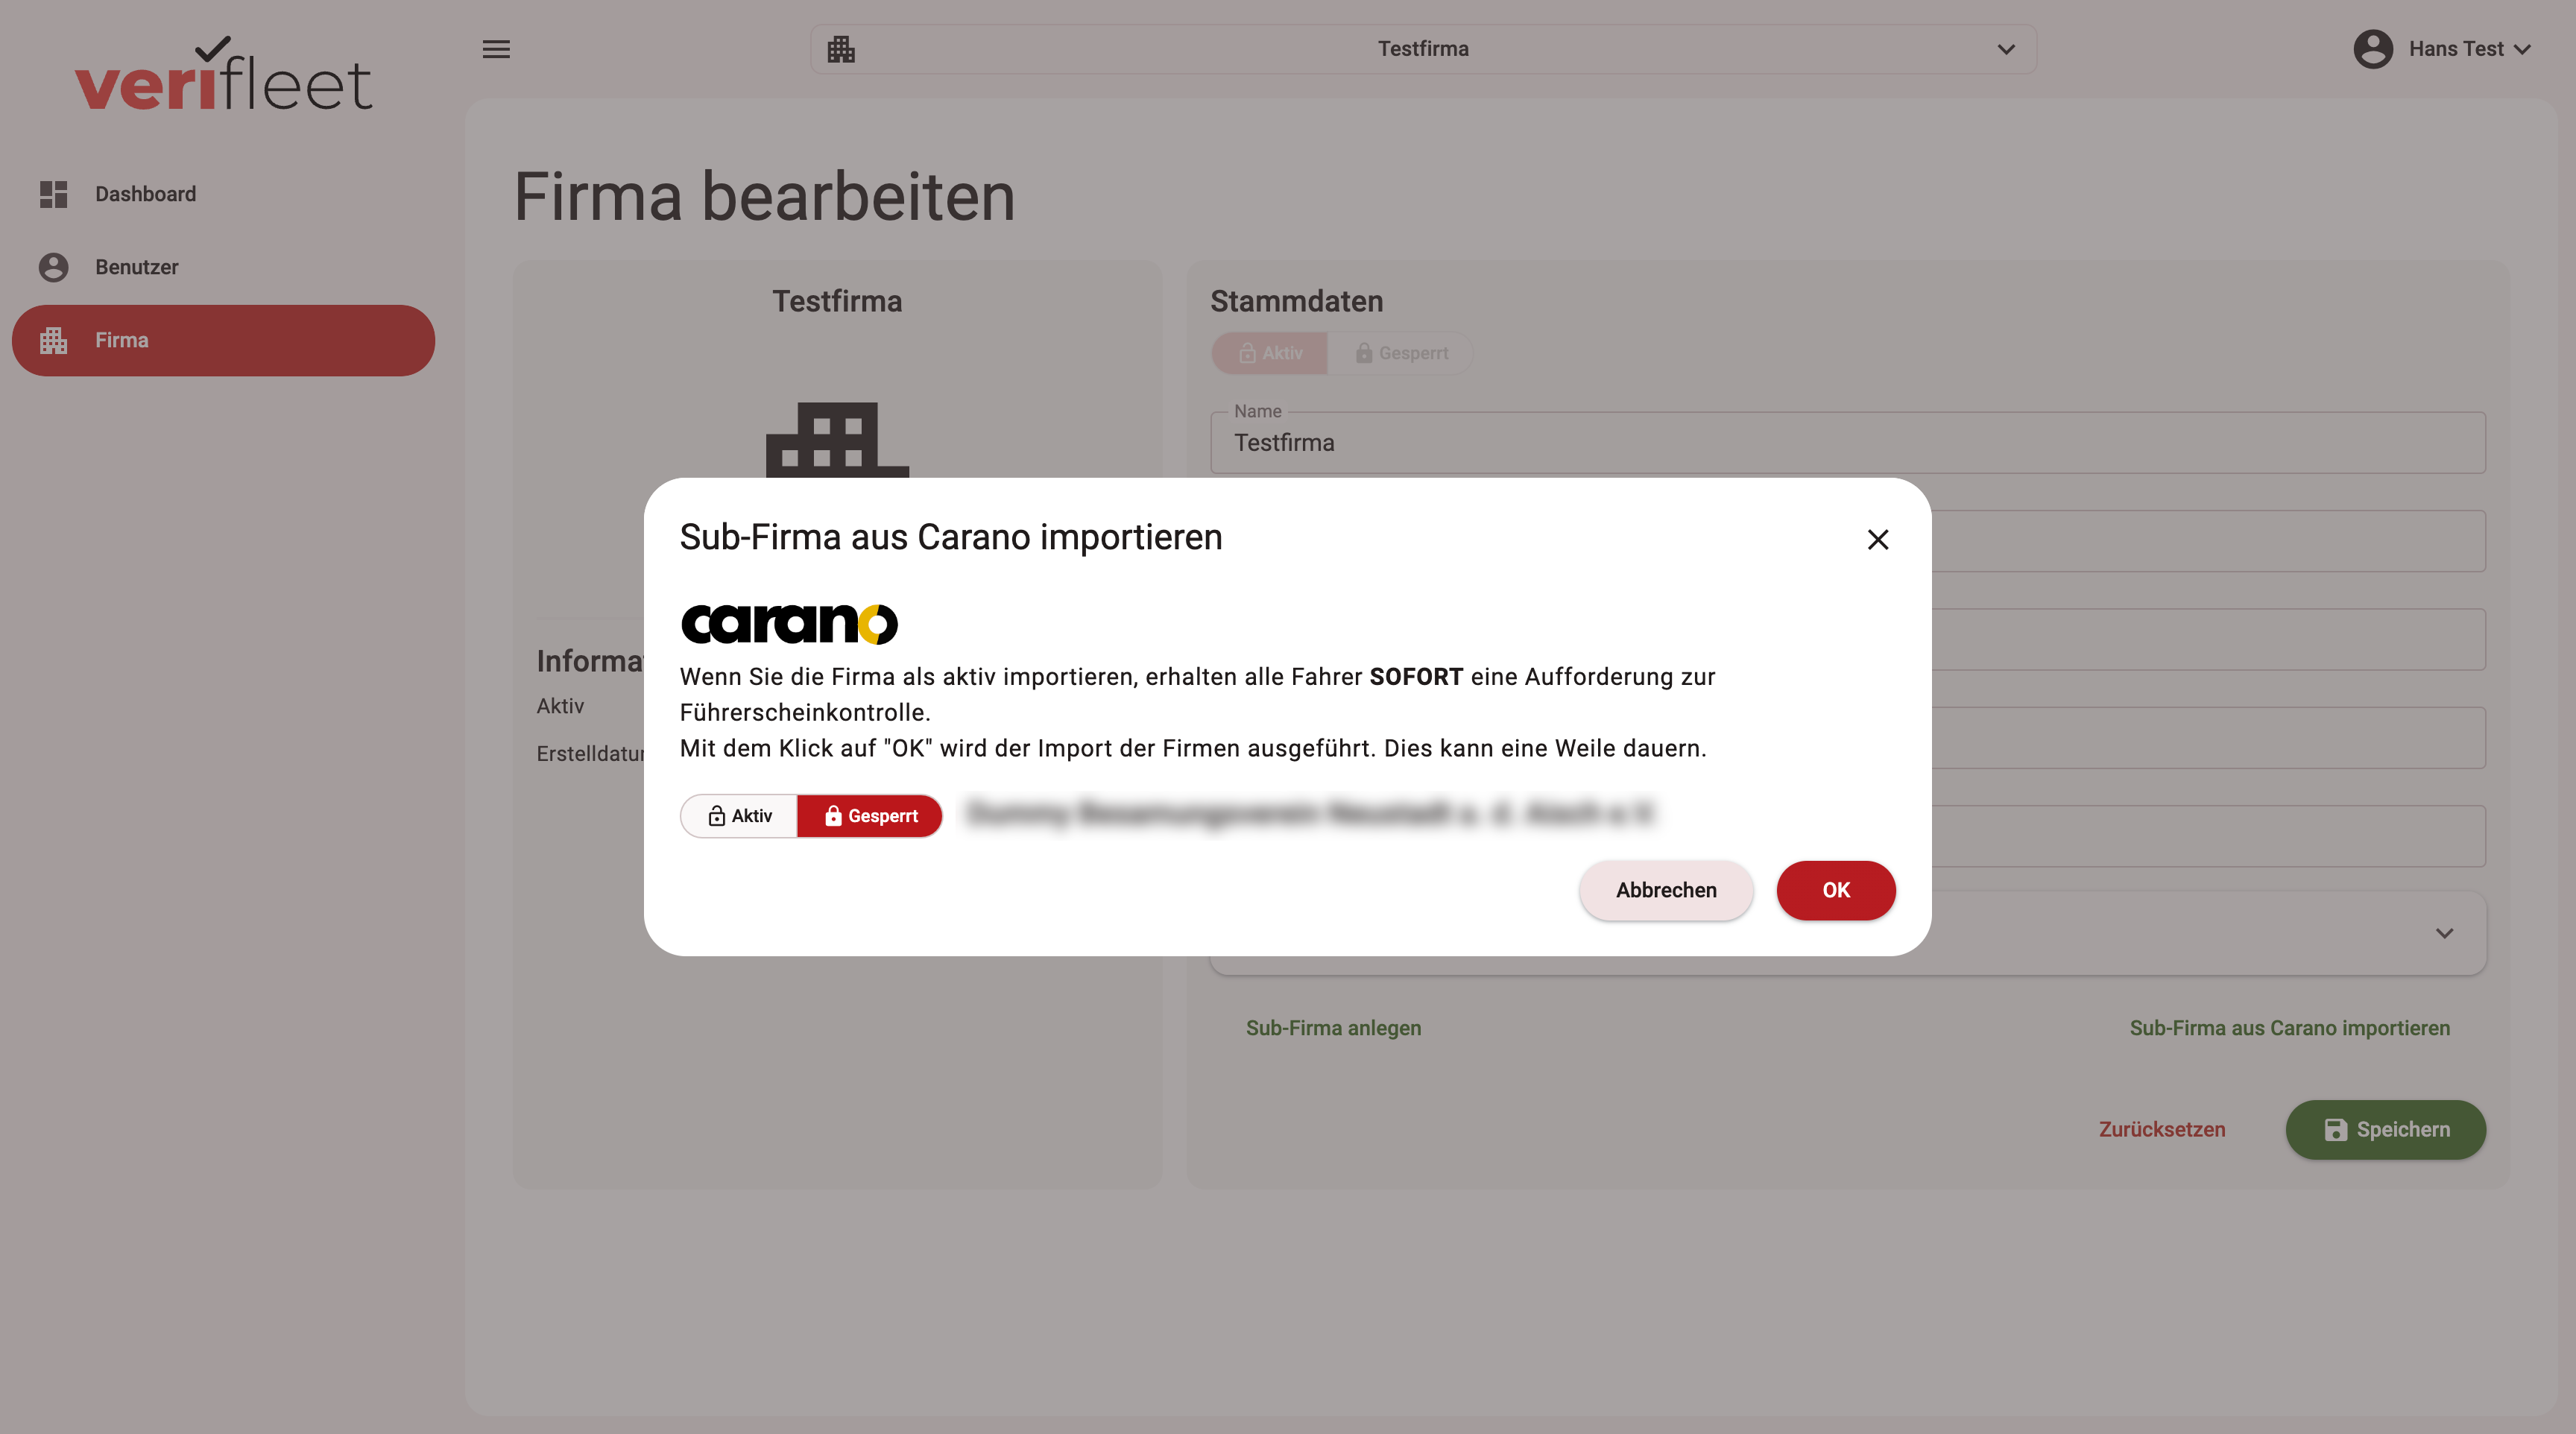 verifleet
Testfirma
Hans Test
Dashboard
Benutzer
Firma
Firma bearbeiten
Testfirma
Informa
Aktiv
Erstelldatu
Stammdaten
Aktiv Gesperrt
Name
Testfirma
Sub-Firma aus Carano importieren
carano
Wenn Sie die Firma als aktiv importieren, erhalten alle Fahrer SOFORT eine Aufforderung zur
Führerscheinkontrolle.
Mit dem Klick auf "OK" wird der Import der Firmen ausgeführt. Dies kann eine Weile dauern.
Aktiv Gesperrt
Abbrechen OK
Sub-Firma anlegen Sub-Firma aus Carano importieren
Zurücksetzen Speichern